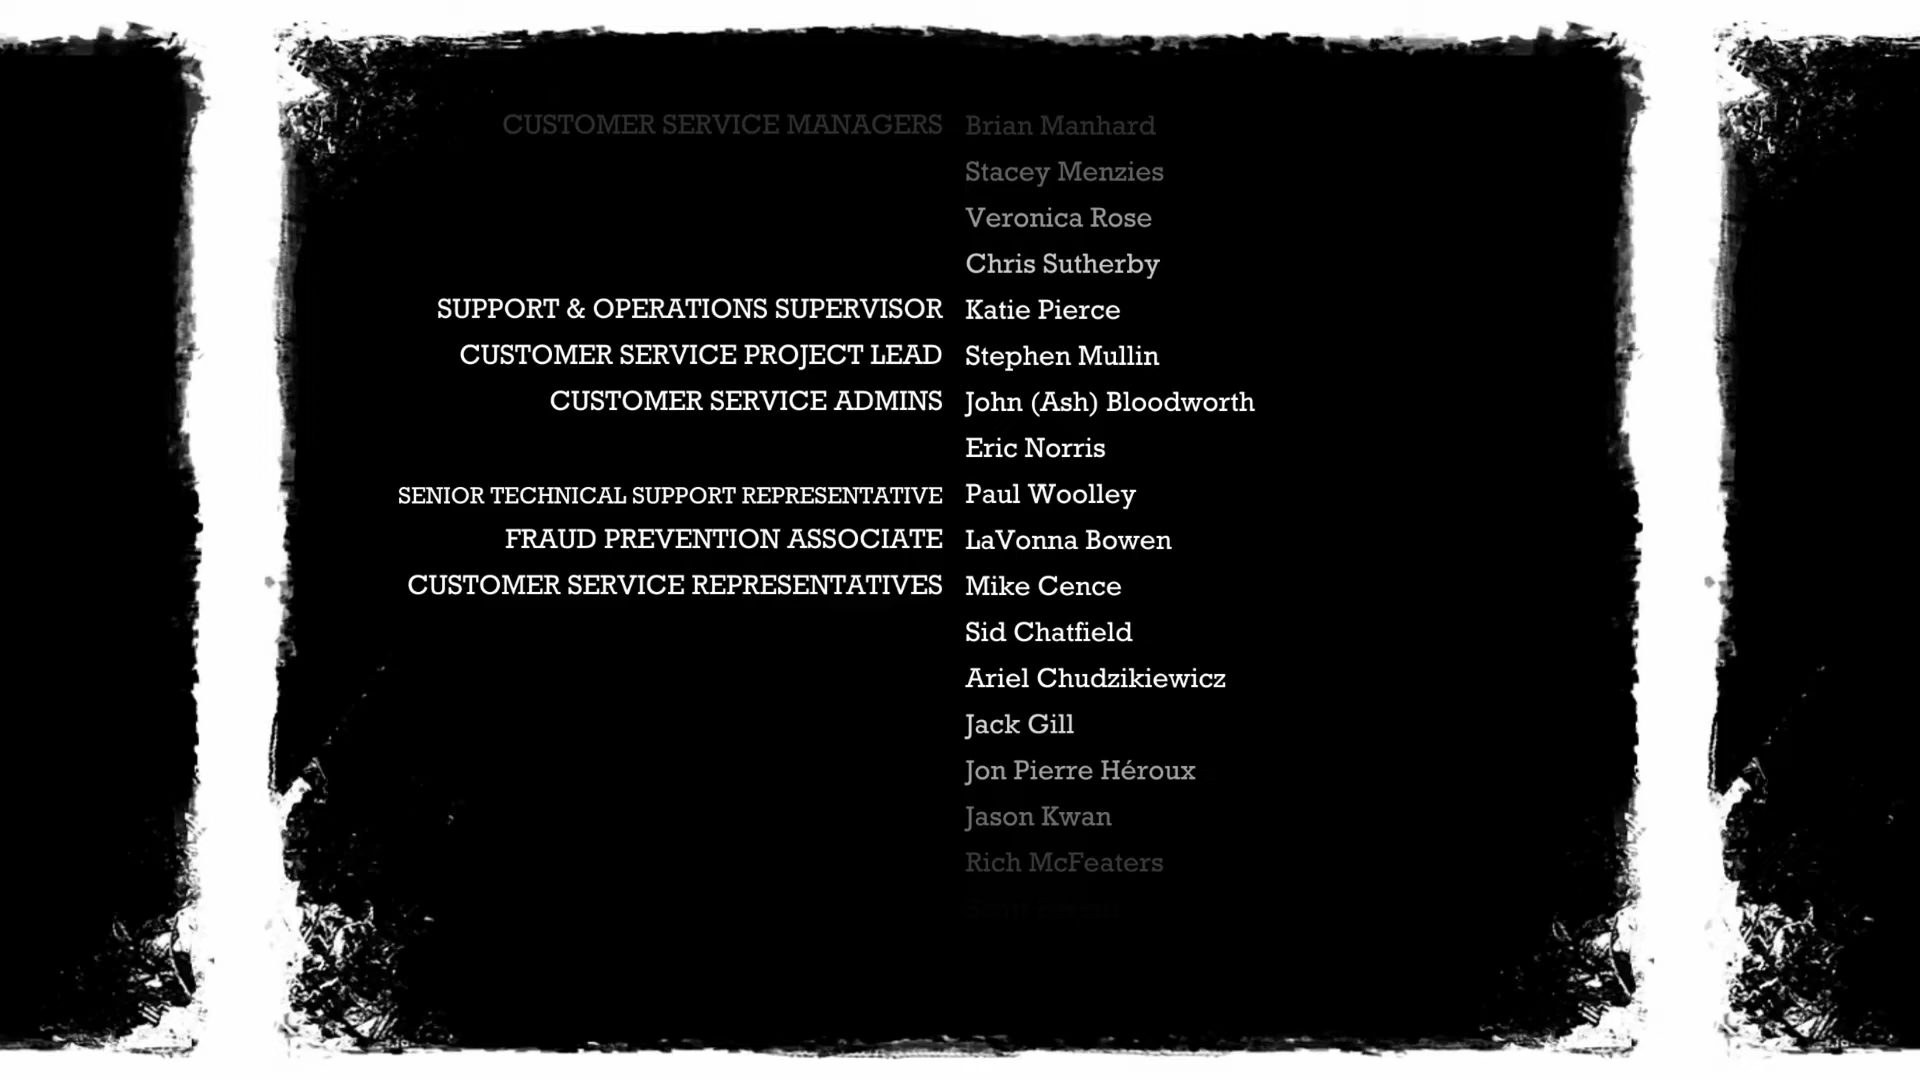 CUSTOMER SERVICE MANAGERS Brian Manhard
Stacey Menzies
Veronica Rose
Chris Sutherby
SUPPORT & OPERATIONS SUPERVISOR Katie Pierce
CUSTOMER SERVICE PROJECT LEAD Stephen Mullin
CUSTOMER SERVICE ADMINS John (Ash) Bloodworth
Eric Norris
SENIOR TECHNICAL SUPPORT REPRESENTATIVE Paul Woolley
FRAUD PREVENTION ASSOCIATE LaVonna Bowen
CUSTOMER SERVICE REPRESENTATIVES Mike Cence
Sid Chatfield
Ariel Chudzikiewicz
Jack Gill
Jon Pierre Héroux
Jason Kwan
Rich McFeaters